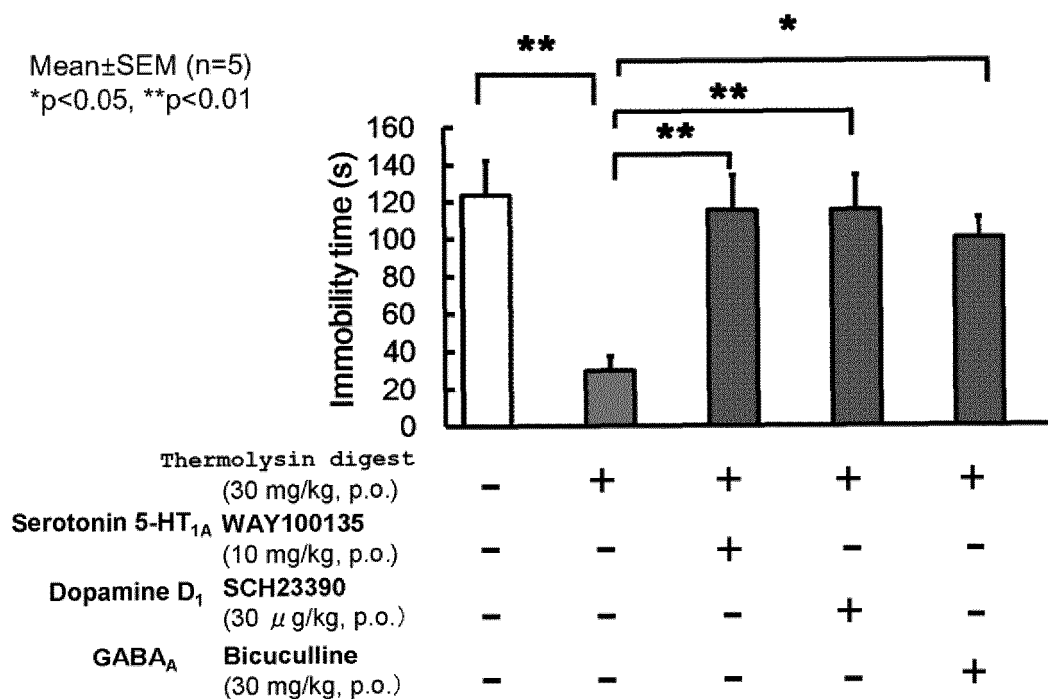 Mean±SEM (n=5)
*p<0.05, **p<0.01
** *
**
**
Immobility time (s)
160
140
120
100
80
60
40
20
0
Thermolysin digest
(30 mg/kg, p.o.) - + + + +
Serotonin 5-HT1A WAY100135
(10 mg/kg, p.o.) - - + - -
Dopamine D1 SCH23390
(30 μg/kg, p.o.) - - - + -
GABAA Bicuculline
(30 mg/kg, p.o.) - - - - +